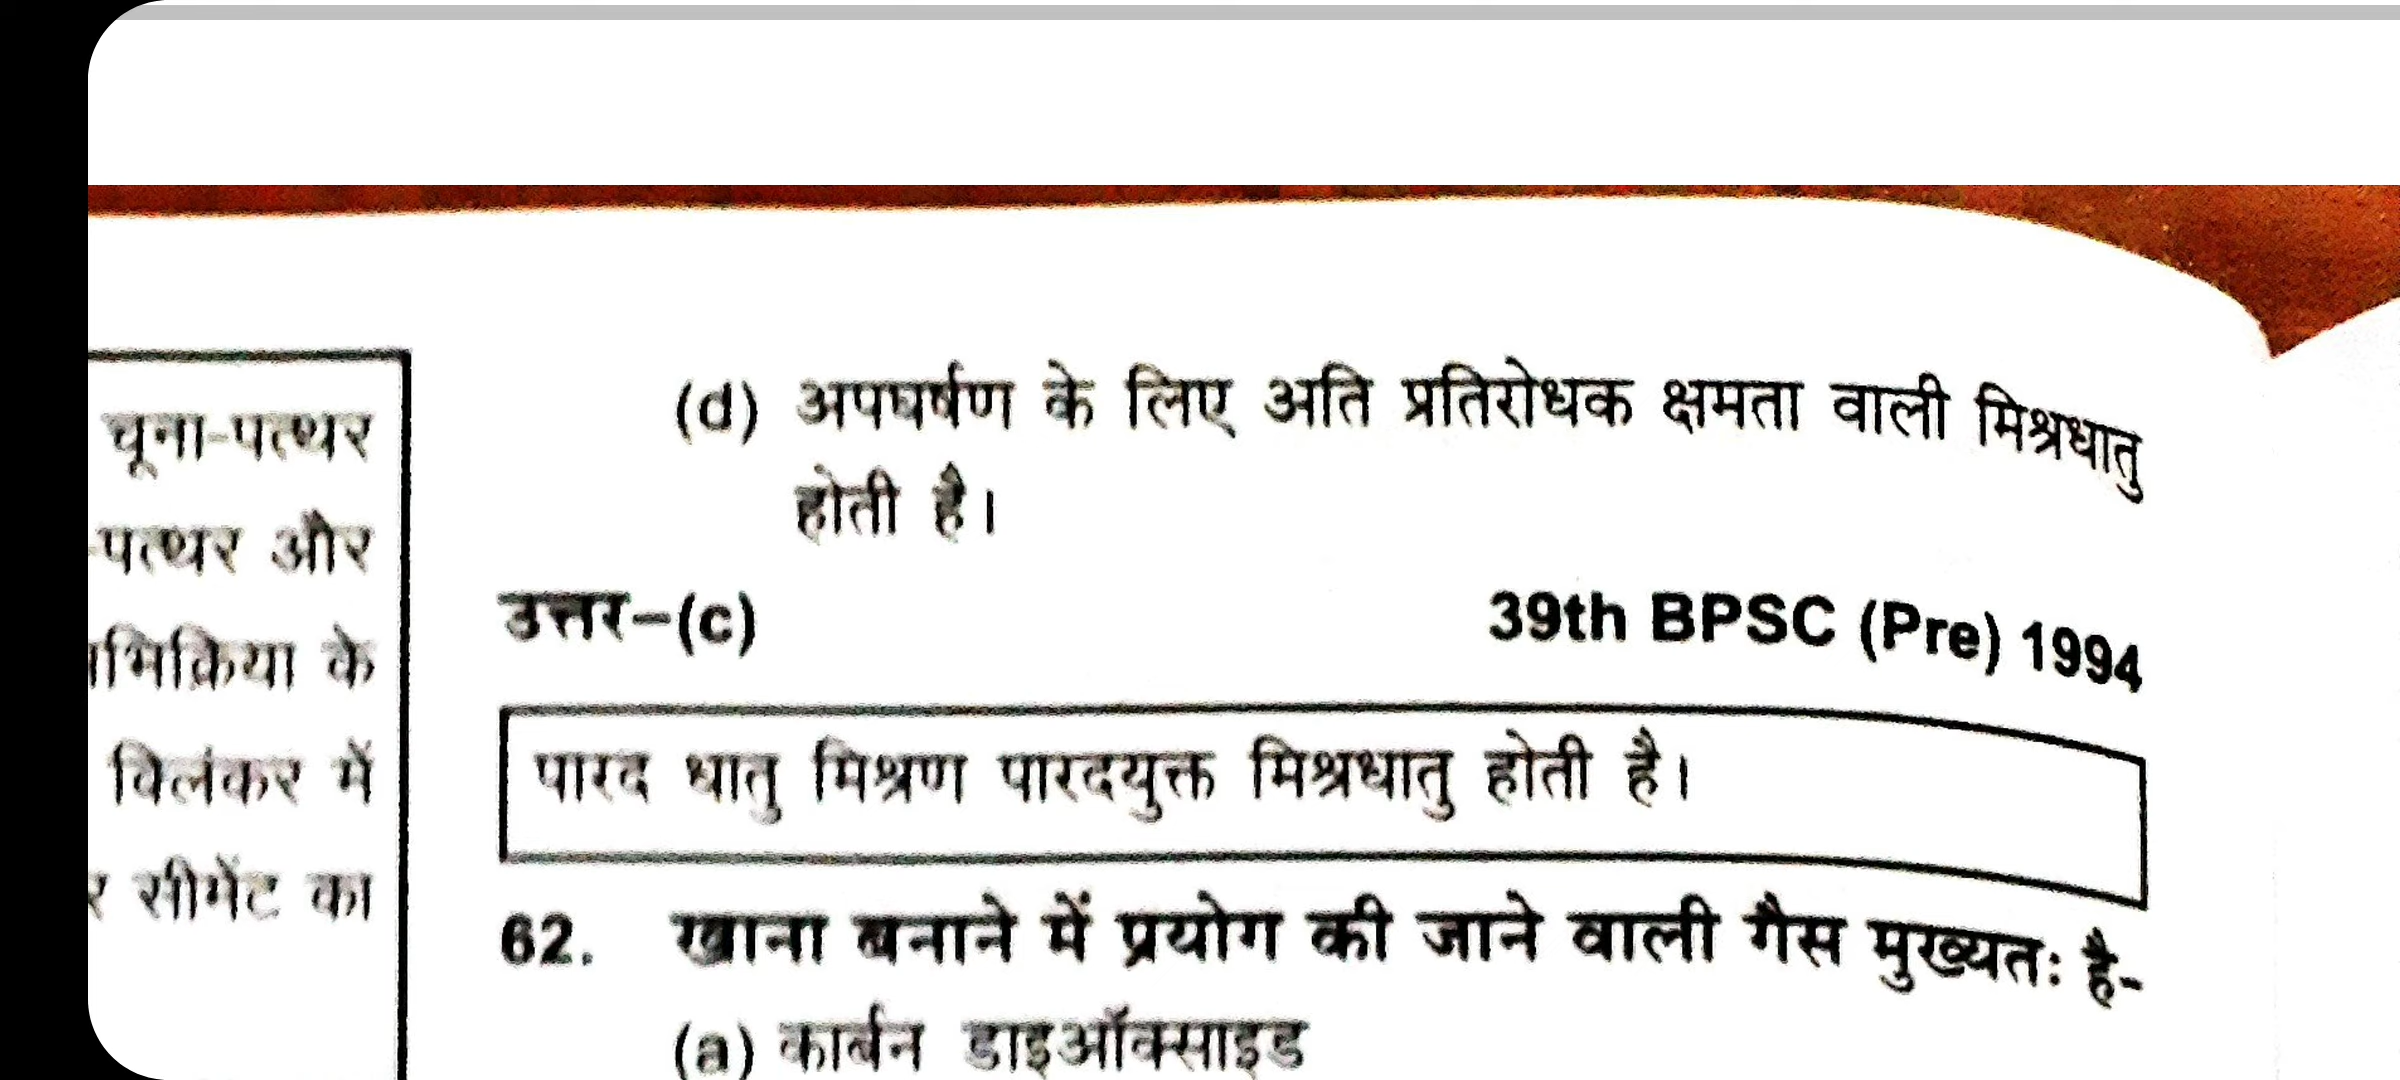 चूना-पत्थर
पत्थर और
भिक्रिया के
क्लिंकर में
र सीमेंट का
(d) अपघर्षण के लिए अति प्रतिरोधक क्षमता वाली मिश्रधातु
होती है।
उत्तर–(c) 39th BPSC (Pre) 1994
पारद धातु मिश्रण पारदयुक्त मिश्रधातु होती है।
62. खाना बनाने में प्रयोग की जाने वाली गैस मुख्यतः है-
(a) कार्बन डाइऑक्साइड